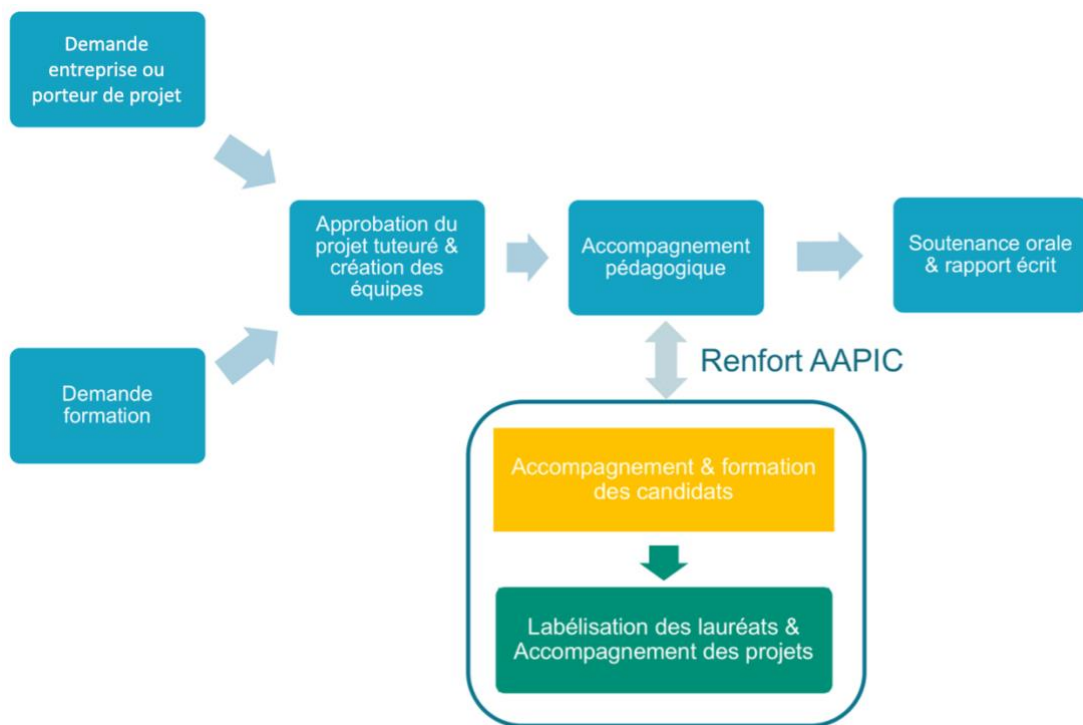 Demande
entreprise ou
porteur de projet
Approbation du
projet tuteuré &
création des
équipes
Accompagnement
pédagogique
Soutenance orale
& rapport écrit
Demande
formation
Renfort AAPIC
Accompagnement & formation
des candidats
Labélisation des lauréats &
Accompagnement des projets